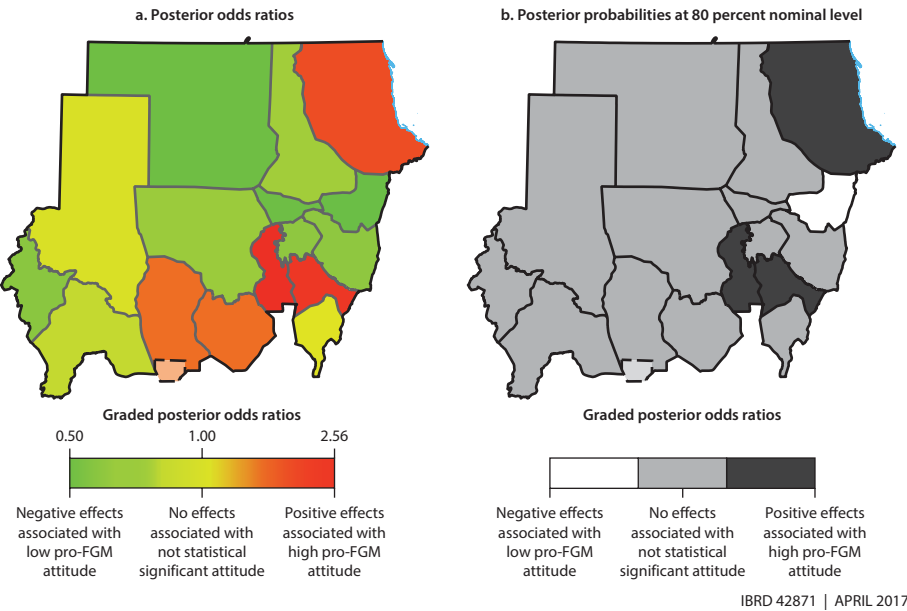 a. Posterior odds ratios
b. Posterior probabilities at 80 percent nominal level
Graded posterior odds ratios
0.50 1.00 2.56
Negative effects
associated with
low pro-FGM
attitude
No effects
associated with
not statistical
significant attitude
Positive effects
associated with
high pro-FGM
attitude
Graded posterior odds ratios
Negative effects
associated with
low pro-FGM
attitude
No effects
associated with
not statistical
significant attitude
Positive effects
associated with
high pro-FGM
attitude
IBRD 42871 | APRIL 2017